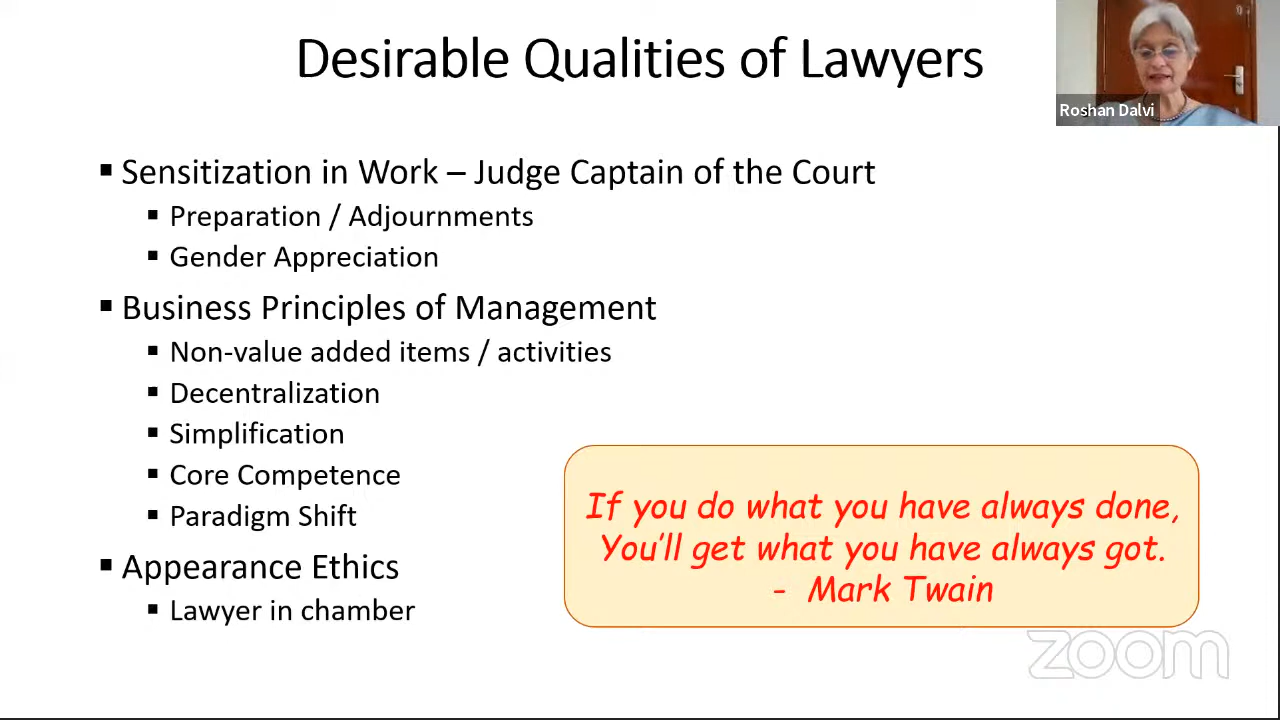 Desirable Qualities of Lawyers
Roshan Dalvi
▪ Sensitization in Work – Judge Captain of the Court
▪ Preparation / Adjournments
▪ Gender Appreciation
▪ Business Principles of Management
▪ Non-value added items / activities
▪ Decentralization
▪ Simplification
▪ Core Competence
▪ Paradigm Shift
▪ Appearance Ethics
▪ Lawyer in chamber
If you do what you have always done,
You’ll get what you have always got.
- Mark Twain
zoom